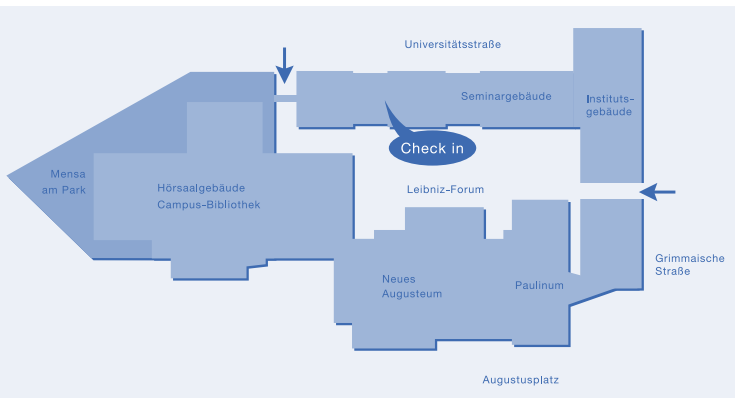 Universitätsstraße
Seminargebäude
Instituts-
gebäude
Check in
Mensa
am Park
Hörsaalgebäude
Campus-Bibliothek
Leibniz-Forum
Grimmaische
Straße
Neues
Augusteum
Paulinum
Augustusplatz